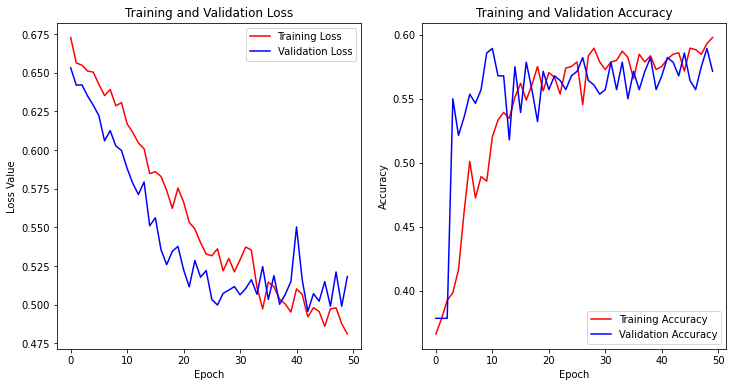 Training and Validation Loss
Training Loss
Validation Loss
0.675
0.650
0.625
0.600
0.575
0.550
0.525
0.500
0.475
Loss Value
0 10 20 30 40 50
Epoch
Training and Validation Accuracy
0.60
0.55
0.50
0.45
0.40
Accuracy
Training Accuracy
Validation Accuracy
0 10 20 30 40 50
Epoch